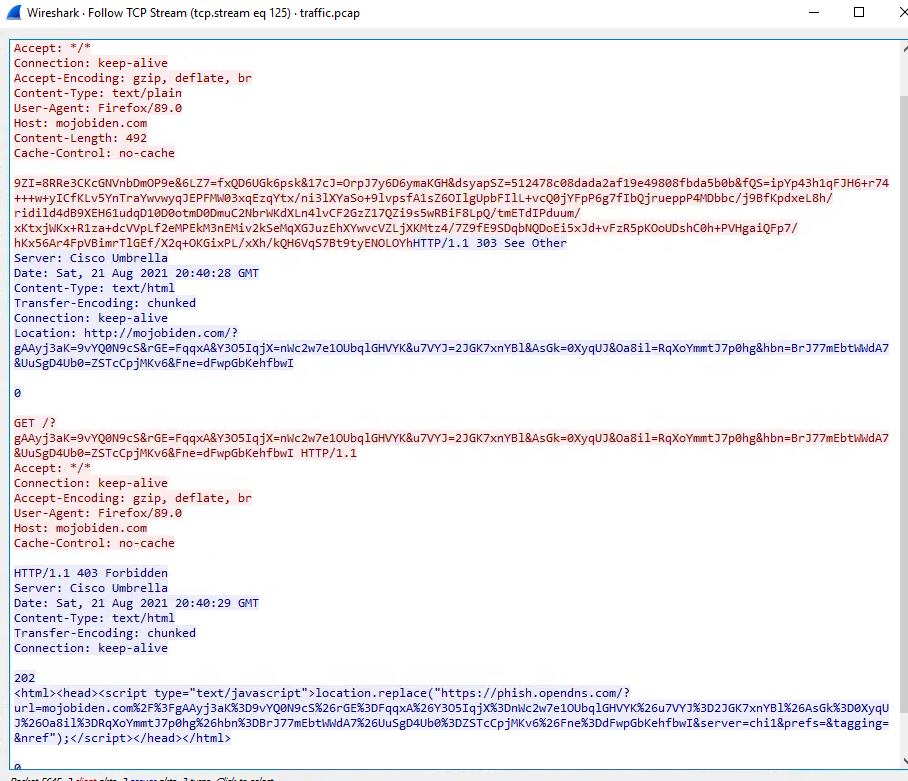 Wireshark · Follow TCP Stream (tcp.stream eq 125) · traffic.pcap
Accept: */*
Connection: keep-alive
Accept-Encoding: gzip, deflate, br
Content-Type: text/plain
User-Agent: Firefox/89.0
Host: mojobiden.com
Content-Length: 492
Cache-Control: no-cache
9ZI=8RRe3CKcGNVnbDmOP9e&6LZ7=fxQD6UGk6psk&17cJ=OrpJ7y6D6ymaKGH&dsyapSZ=512478c08dada2af19e49808fbda5b0b&fQS=ipYp43h1qFJH6+r74
+++w+yICfKLv5YnTraYwvwyqJEPFMW03xqEzqYtx/ni3lXYaSo+9lvpsfA1sZ6OIlgUpbFIlL+vcQ0jYFpP6g7fIbQjrueppP4MDbbc/j9BfKpdxeL8h/
ridild4dB9XEH61udqD10D0otmD0DmuC2NbrWKdXLn4lvCF2GzZ17QZi9s5wRBiF8LpQ/tmETdIPduum/
xKtxjWKx+R1za+dcVVpLf2eMPEkM3nEMiv2kSeMqXGJuzEhXYwvcVZLjXKMtz4/7Z9fE9SDqbNQDoEi5xJd+vFzR5pKOoUDshC0h+PVHgaiQFp7/
hKx56Ar4FpVBimrTlGEf/X2q+OKGixPL/xXh/kQH6VqS7Bt9tyENOLOYhHTTP/1.1 303 See Other
Server: Cisco Umbrella
Date: Sat, 21 Aug 2021 20:40:28 GMT
Content-Type: text/html
Transfer-Encoding: chunked
Connection: keep-alive
Location: http://mojobiden.com/?
gAAyj3aK=9vYQ0N9cS&rGE=FqqxA&Y3O5IqjX=nWc2w7e1OUbqlGHVYK&u7VYJ=2JGK7xnYBl&AsGk=0XyqUJ&Oa8il=RqXoYmmtJ7p0hg&hbn=BrJ77mEbtWWdA7
&UuSgD4Ub0=ZSTcCpjMKv6&Fne=dFwpGbKehfbwI
0
GET /?
gAAyj3aK=9vYQ0N9cS&rGE=FqqxA&Y3O5IqjX=nWc2w7e1OUbqlGHVYK&u7VYJ=2JGK7xnYBl&AsGk=0XyqUJ&Oa8il=RqXoYmmtJ7p0hg&hbn=BrJ77mEbtWWdA7
&UuSgD4Ub0=ZSTcCpjMKv6&Fne=dFwpGbKehfbwI HTTP/1.1
Accept: */*
Connection: keep-alive
Accept-Encoding: gzip, deflate, br
User-Agent: Firefox/89.0
Host: mojobiden.com
Cache-Control: no-cache
HTTP/1.1 403 Forbidden
Server: Cisco Umbrella
Date: Sat, 21 Aug 2021 20:40:29 GMT
Content-Type: text/html
Transfer-Encoding: chunked
Connection: keep-alive
202
<html><head><script type="text/javascript">location.replace("https://phish.opendns.com/?
url=mojobiden.com%2F%3FgAAyj3aK%3D9vYQ0N9cS%26rGE%3DFqqxA%26Y3O5IqjX%3DnWc2w7e1OUbqlGHVYK%26u7VYJ%3D2JGK7xnYBl%26AsGk%3D0XyqU
J%26Oa8il%3DRqXoYmmtJ7p0hg%26hbn%3DBrJ77mEbtWWdA7%26UuSgD4Ub0%3DZSTcCpjMKv6%26Fne%3DdFwpGbKehfbwI&server=chi1&prefs=&tagging=
&nref");</script></head></html>
0